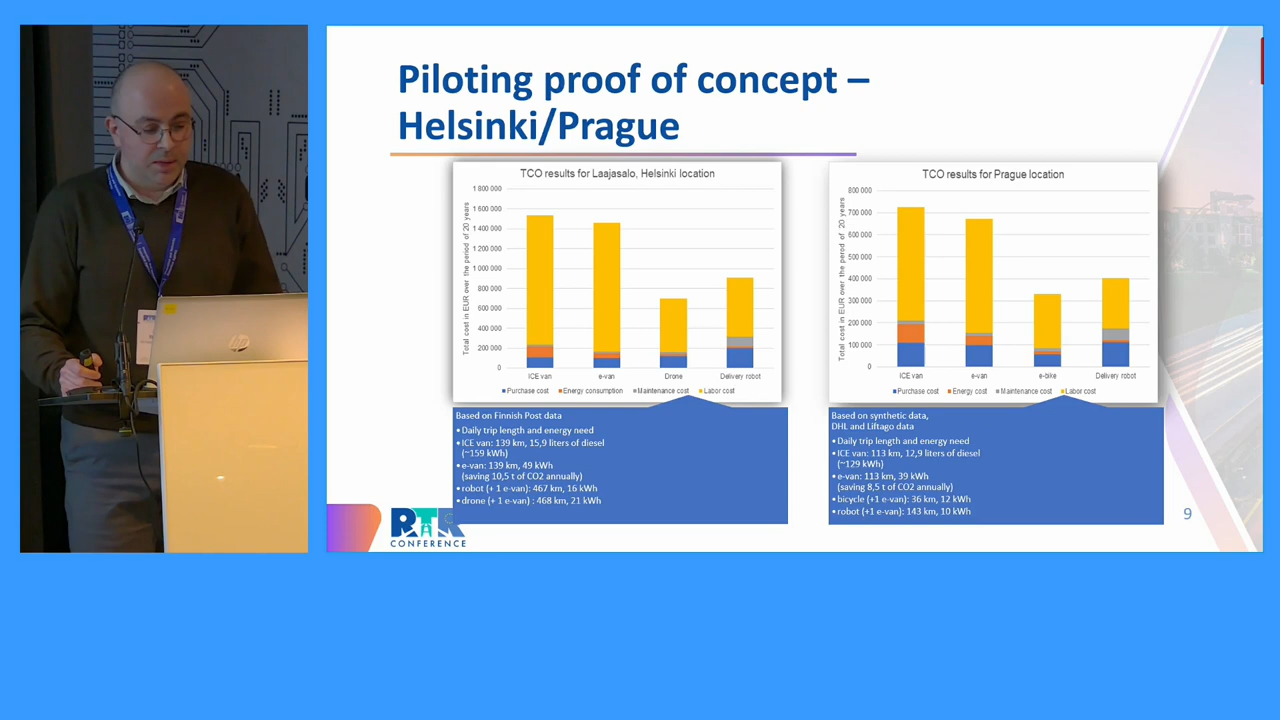 Piloting proof of concept –
Helsinki/Prague
TCO results for Laajasalo, Helsinki location
Total cost in EUR over the period of 20 years
1 800 000
1 600 000
1 400 000
1 200 000
1 000 000
800 000
600 000
400 000
200 000
0
ICE van
e-van
Drone
Delivery robot
Purchase cost
Energy consumption
Maintenance cost
Labor cost
Based on Finnish Post data
•Daily trip length and energy need
•ICE van: 139 km, 15,9 liters of diesel
(~159 kWh)
•e-van: 139 km, 49 kWh
(saving 10,5 t of CO2 annually)
•robot (+ 1 e-van): 467 km, 16 kWh
•drone (+ 1 e-van) : 468 km, 21 kWh
TCO results for Prague location
Total cost in EUR over the period of 20 years
800 000
700 000
600 000
500 000
400 000
300 000
200 000
100 000
0
ICE van
e-van
e-bike
Delivery robot
Purchase cost
Energy cost
Maintenance cost
Labor cost
Based on synthetic data,
DHL and Liftago data
•Daily trip length and energy need
•ICE van: 113 km, 12,9 liters of diesel
(~129 kWh)
•e-van: 113 km, 39 kWh
(saving 8,5 t of CO2 annually)
•bicycle (+1 e-van): 36 km, 12 kWh
•robot (+1 e-van): 143 km, 10 kWh
RTR
CONFERENCE
9
hp